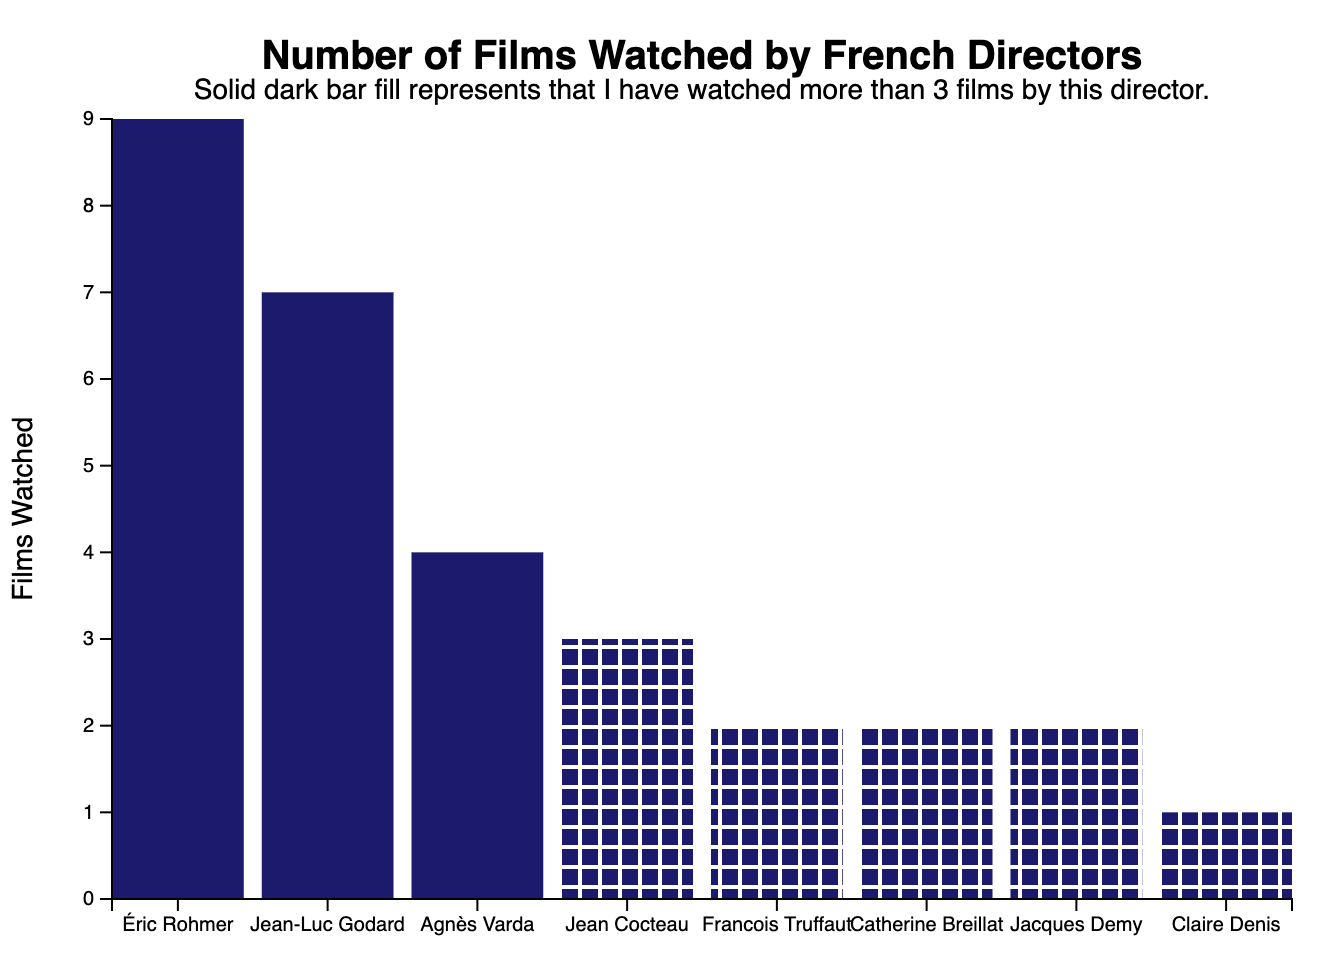 Number of Films Watched by French Directors
Solid dark bar fill represents that I have watched more than 3 films by this director.
9
8
7
6
5
4
3
2
1
0
Films Watched
Éric Rohmer
Jean-Luc Godard
Agnès Varda
Jean Cocteau
Francois Truffaut
Catherine Breillat
Jacques Demy
Claire Denis